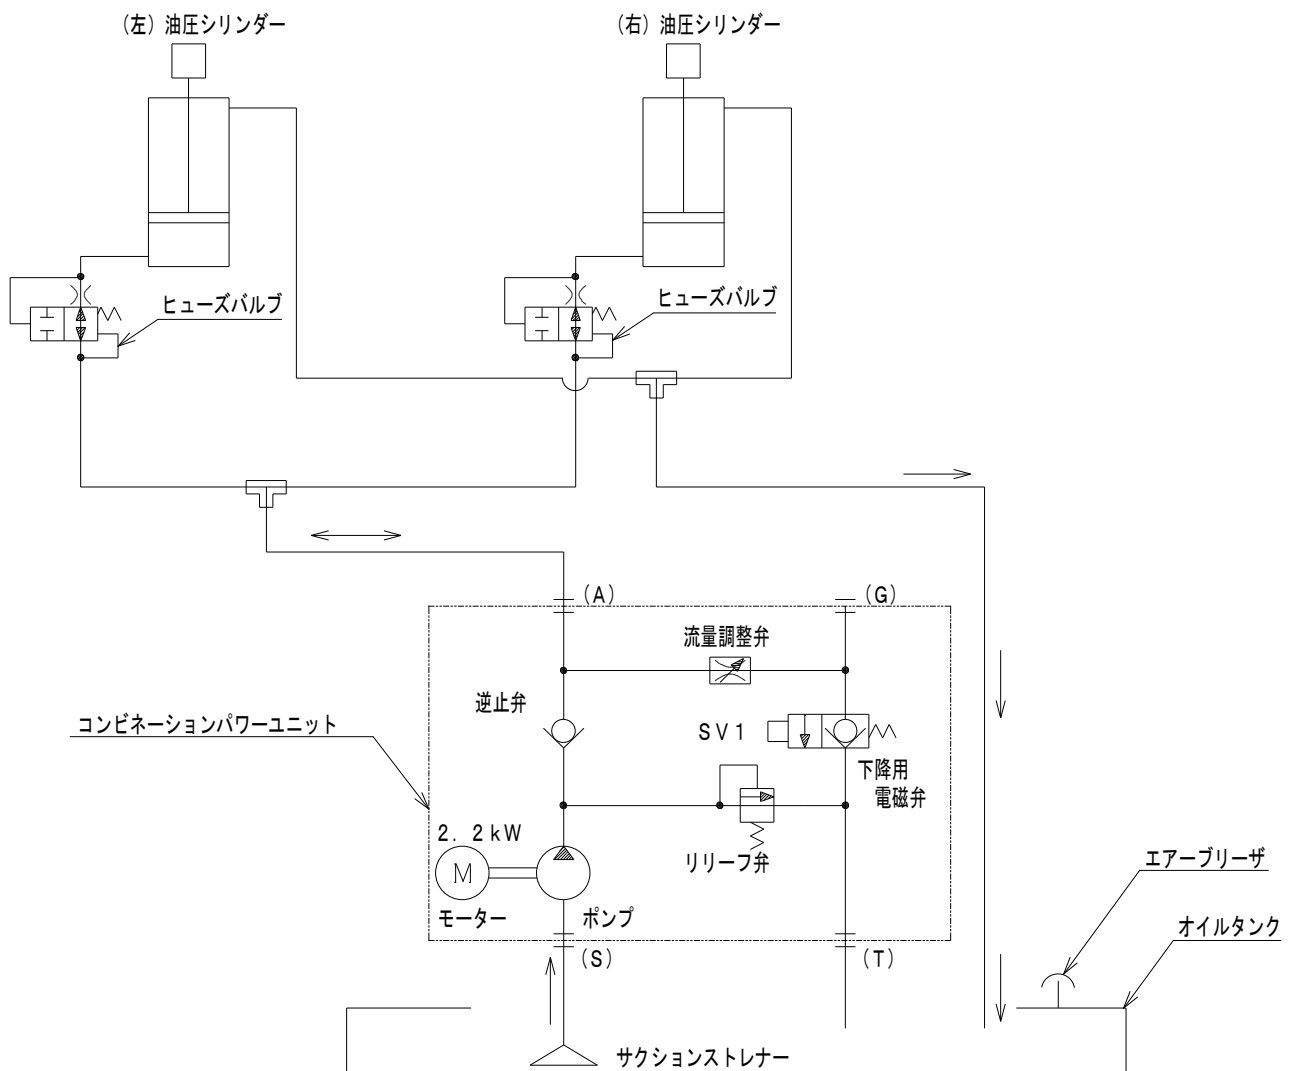 (左) 油圧シリンダー
(右) 油圧シリンダー
ヒューズバルブ
ヒューズバルブ
(A)
(G)
流量調整弁
逆止弁
コンビネーションパワーユニット
SV1
下降用
電磁弁
2.2kW
リリーフ弁
エアーブリーザ
M
モーター
ポンプ
オイルタンク
(S)
(T)
サクションストレナー